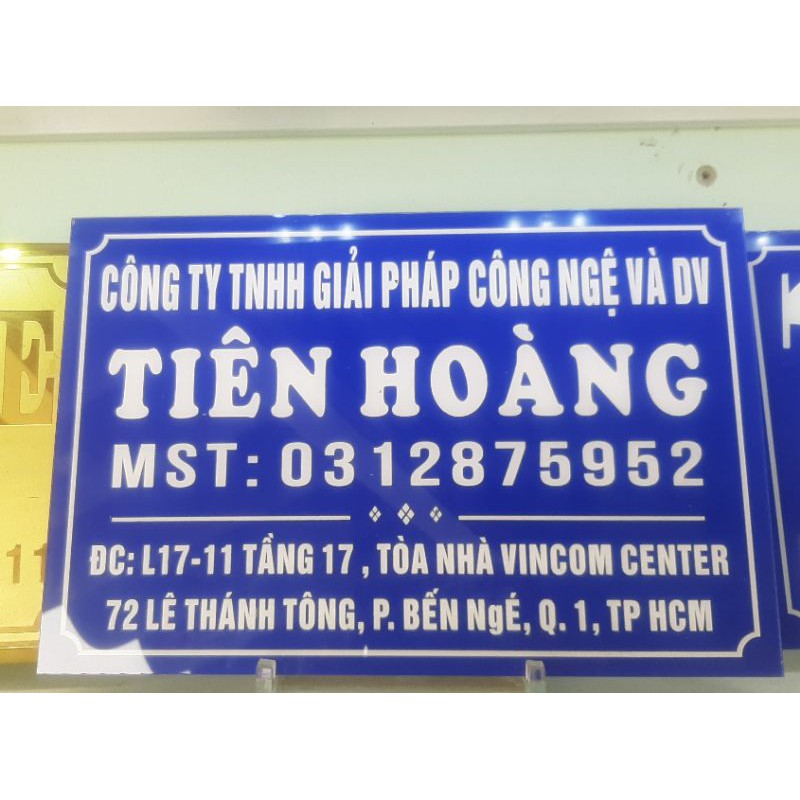 CÔNG TY TNHH GIẢI PHÁP CÔNG NGỆ VÀ DV
TIÊN HOÀNG
MST: 0312875952
ĐC: L17-11 TẦNG 17 , TÒA NHÀ VINCOM CENTER
72 LÊ THÁNH TÔNG, P. BẾN NgÉ, Q. 1, TP HCM
E
11
K